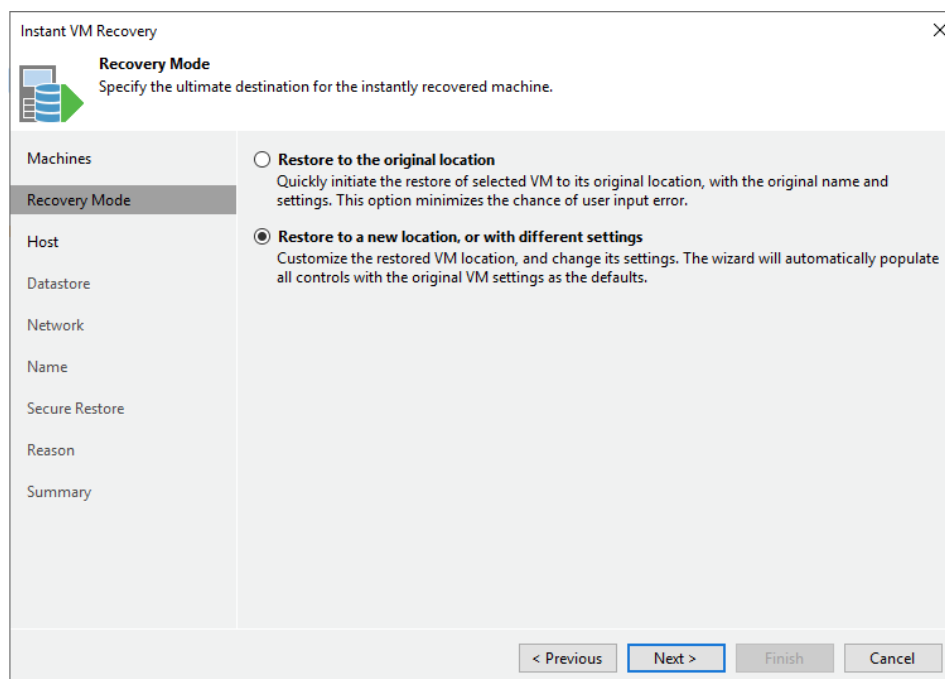 Instant VM Recovery
Recovery Mode
Specify the ultimate destination for the instantly recovered machine.
Machines
Recovery Mode
Host
Datastore
Network
Name
Secure Restore
Reason
Summary
Restore to the original location
Quickly initiate the restore of selected VM to its original location, with the original name and
settings. This option minimizes the chance of user input error.
Restore to a new location, or with different settings
Customize the restored VM location, and change its settings. The wizard will automatically populate
all controls with the original VM settings as the defaults.
< Previous
Next >
Finish
Cancel